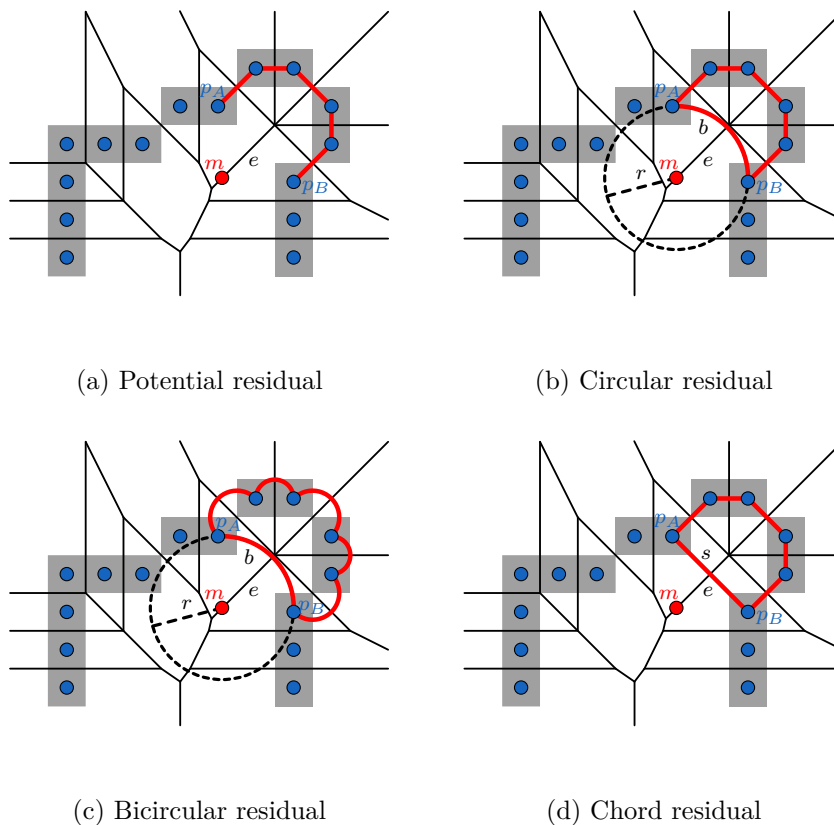 p_A
m
e
p_B
(a) Potential residual
p_A
b
m
e
r
p_B
(b) Circular residual
p_A
b
m
e
r
p_B
(c) Bicircular residual
p_A
s
m
e
p_B
(d) Chord residual